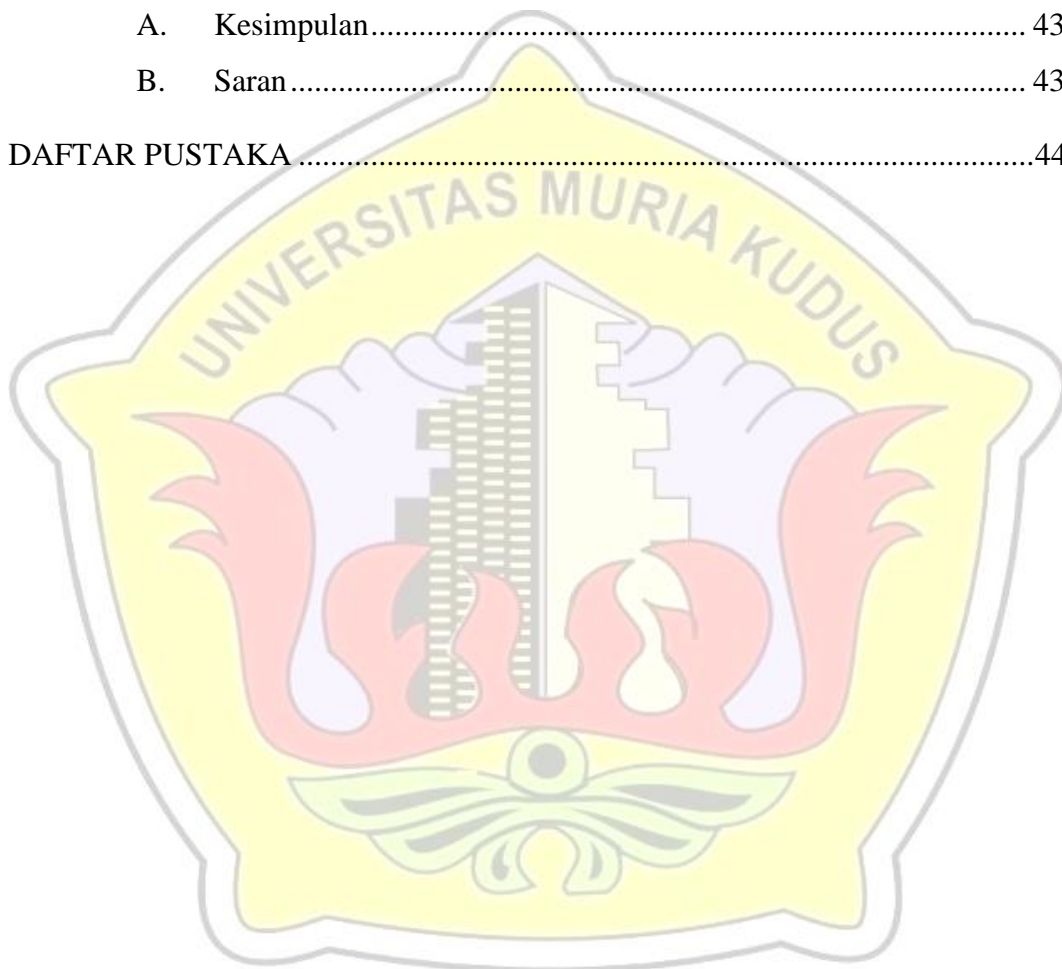 A. Kesimpulan.................................................................................. 43
B. Saran............................................................................................ 43
DAFTAR PUSTAKA............................................................................................44
UNIVERSITAS MURIA KUDUS